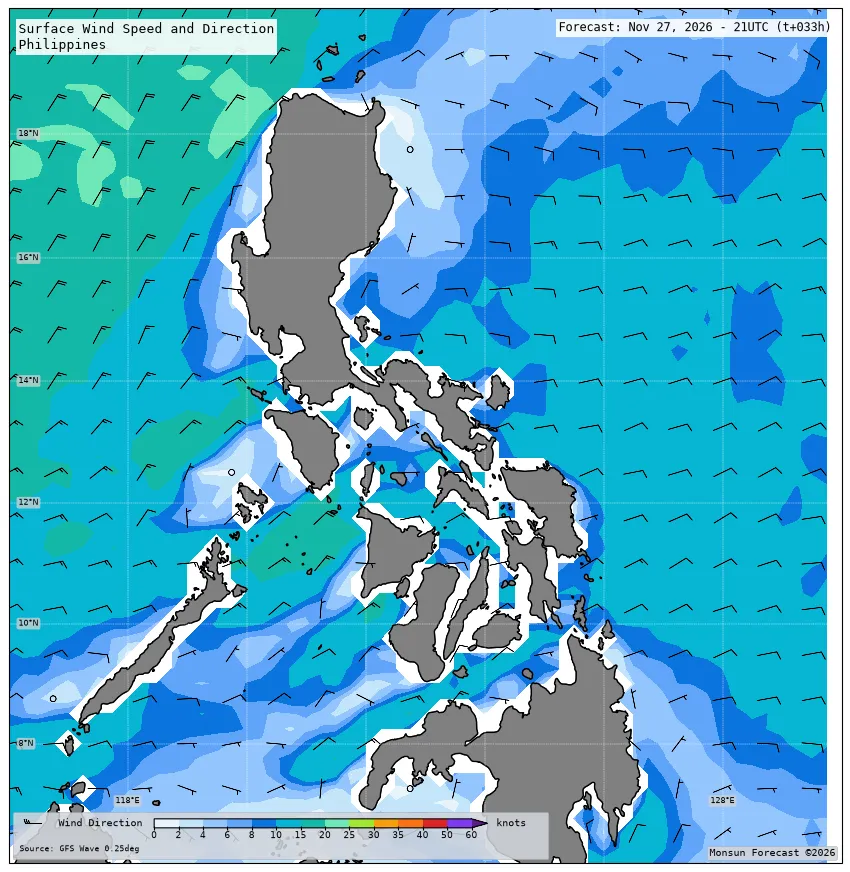 Surface Wind Speed and Direction
Philippines
Forecast: Nov 27, 2026 - 21UTC (t+033h)
18°N
16°N
14°N
12°N
10°N
8°N
118°E
128°E
Wind Direction
0 2 4 6 8 10 15 20 25 30 35 40 50 60
knots
Source: GFS Wave 0.25deg
Monsun Forecast ©2026